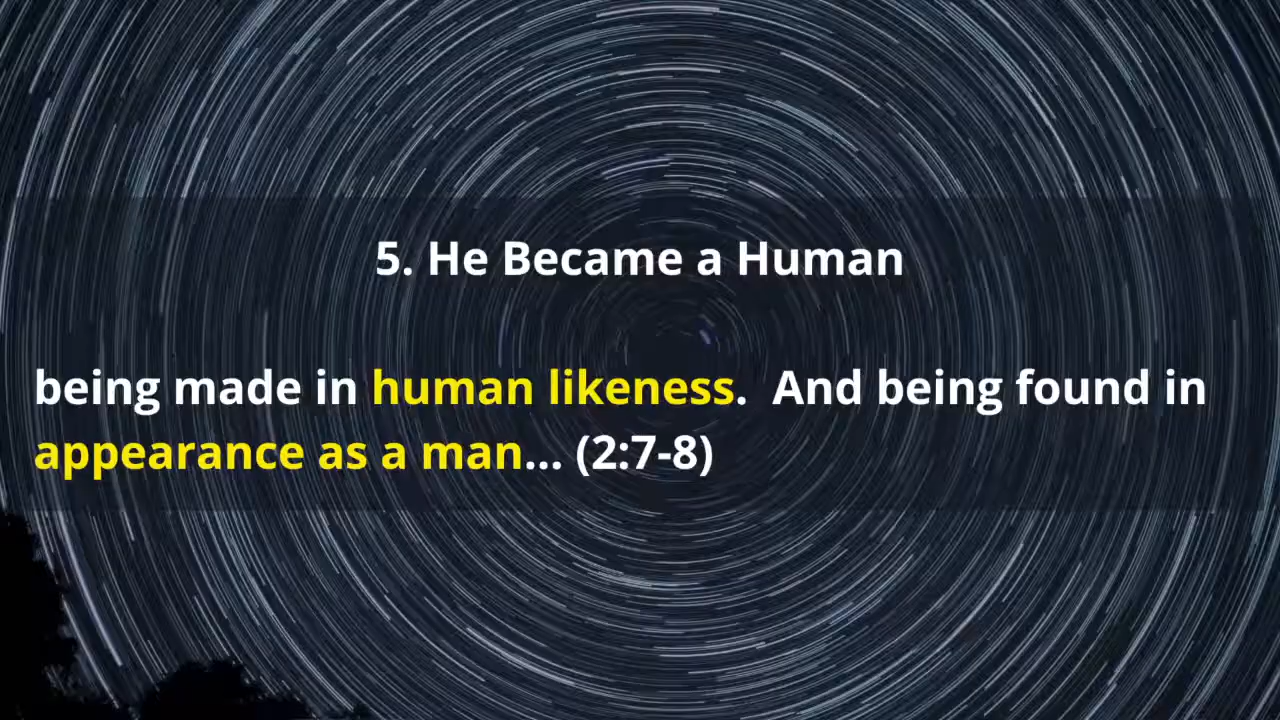 5. He Became a Human
being made in human likeness.  And being found in
appearance as a man... (2:7-8)